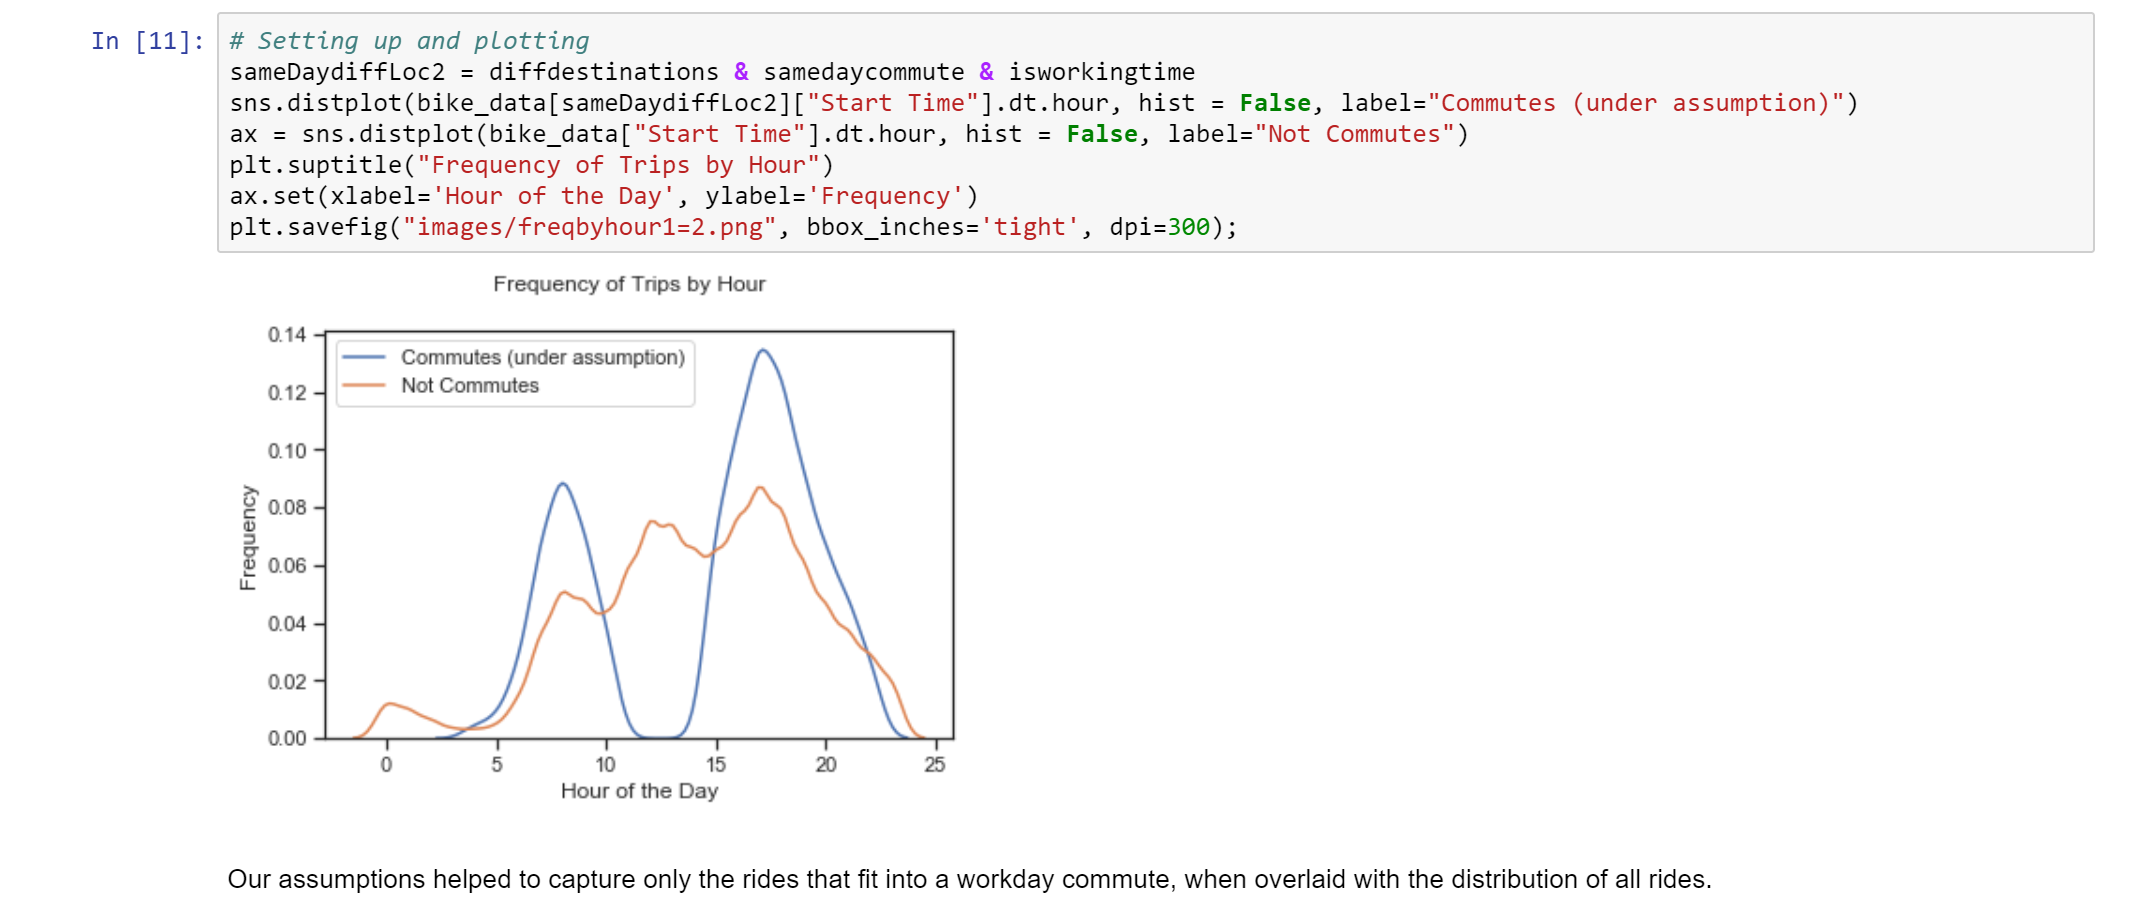 In [11]:
# Setting up and plotting
sameDaydiffLoc2 = diffdestinations & samedaycommute & isworkingtime
sns.distplot(bike_data[sameDaydiffLoc2]["Start Time"].dt.hour, hist = False, label="Commutes (under assumption)")
ax = sns.distplot(bike_data["Start Time"].dt.hour, hist = False, label="Not Commutes")
plt.suptitle("Frequency of Trips by Hour")
ax.set(xlabel='Hour of the Day', ylabel='Frequency')
plt.savefig("images/freqbyhour1=2.png", bbox_inches='tight', dpi=300);
Frequency of Trips by Hour
Commutes (under assumption)
Not Commutes
Frequency
0.14
0.12
0.10
0.08
0.06
0.04
0.02
0.00
0 5 10 15 20 25
Hour of the Day
Our assumptions helped to capture only the rides that fit into a workday commute, when overlaid with the distribution of all rides.